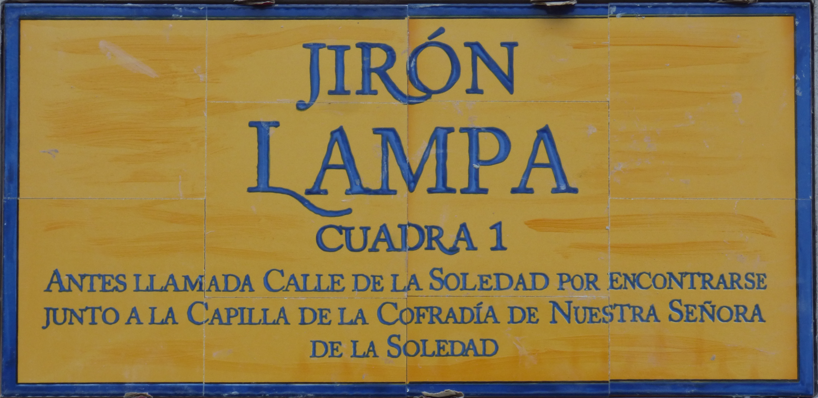 JIRÓN
LAMPA
CUADRA 1
ANTES LLAMADA CALLE DE LA SOLEDAD POR ENCONTRARSE
JUNTO A LA CAPILLA DE LA COFRADÍA DE NUESTRA SEÑORA
DE LA SOLEDAD